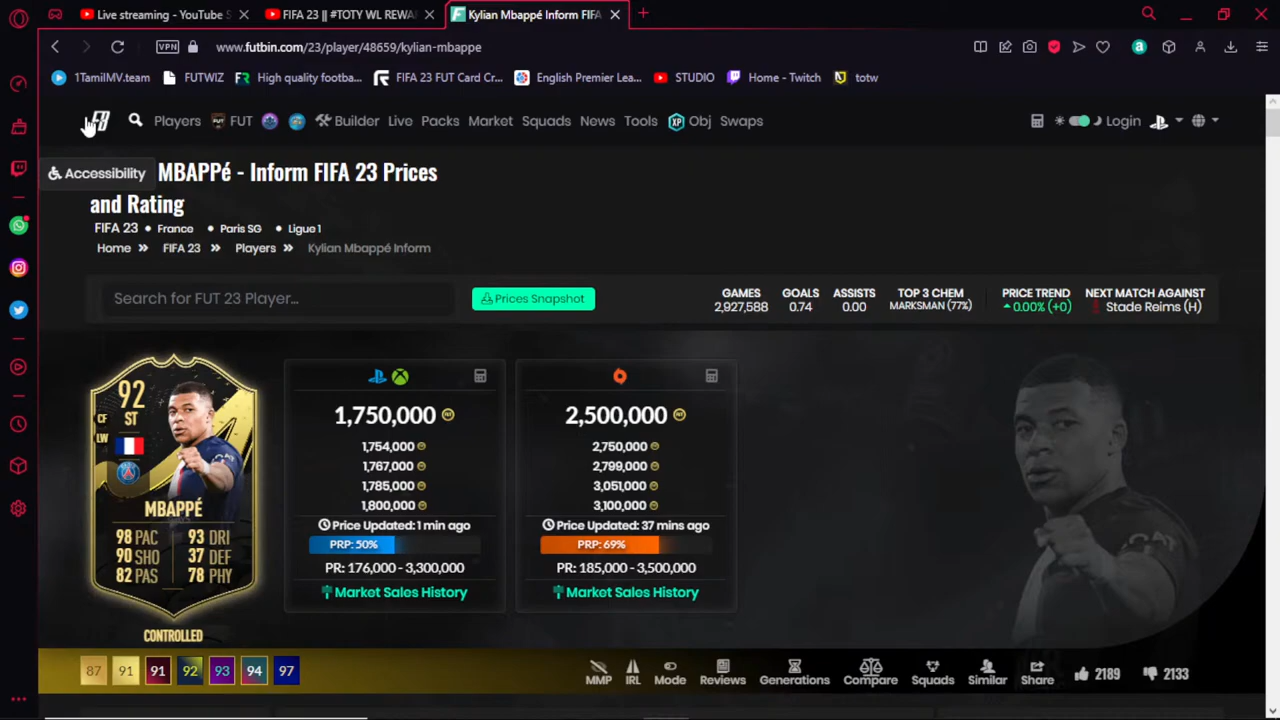 Live streaming - YouTube S
FIFA 23 || #TOTY WL REWA
Kylian Mbappé Inform FIFA
VPN www.futbin.com/23/player/48659/kylian-mbappe
1TamilMV.team FUTWIZ High quality footba... FIFA 23 FUT Card Cr... English Premier Lea... STUDIO Home - Twitch totw
Players FUT Builder Live Packs Market Squads News Tools XP Obj Swaps Login
Accessibility
MBAPPé - Inform FIFA 23 Prices
and Rating
FIFA 23 • France • Paris SG • Ligue 1
Home » FIFA 23 » Players » Kylian Mbappé Inform
Search for FUT 23 Player...
Prices Snapshot
GAMES
2,927,588
GOALS
0.74
ASSISTS
0.00
TOP 3 CHEM
MARKSMAN (77%)
PRICE TREND
0.00% (+0)
NEXT MATCH AGAINST
Stade Reims (H)
92
ST
CF
LW
MBAPPÉ
98 PAC 93 DRI
90 SHO 37 DEF
82 PAS 78 PHY
CONTROLLED
1,750,000
1,754,000
1,767,000
1,785,000
1,800,000
Price Updated: 1 min ago
PRP: 50%
PR: 176,000 - 3,300,000
Market Sales History
2,500,000
2,750,000
2,799,000
3,051,000
3,100,000
Price Updated: 37 mins ago
PRP: 69%
PR: 185,000 - 3,500,000
Market Sales History
87 91 91 92 93 94 97
MMP IRL Mode Reviews Generations Compare Squads Similar Share 2189 2133